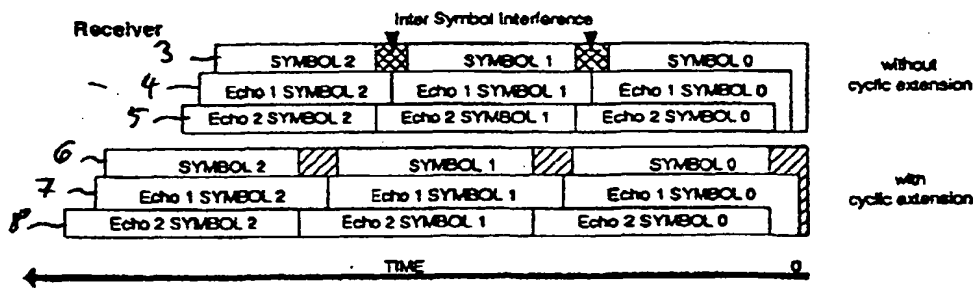 Inter Symbol Interference
Receiver
3 SYMBOL 2 SYMBOL 1 SYMBOL 0
4 Echo 1 SYMBOL 2 Echo 1 SYMBOL 1 Echo 1 SYMBOL 0
5 Echo 2 SYMBOL 2 Echo 2 SYMBOL 1 Echo 2 SYMBOL 0
without
cyclic extension
6 SYMBOL 2 SYMBOL 1 SYMBOL 0
7 Echo 1 SYMBOL 2 Echo 1 SYMBOL 1 Echo 1 SYMBOL 0
8 Echo 2 SYMBOL 2 Echo 2 SYMBOL 1 Echo 2 SYMBOL 0
with
cyclic extension
TIME 0